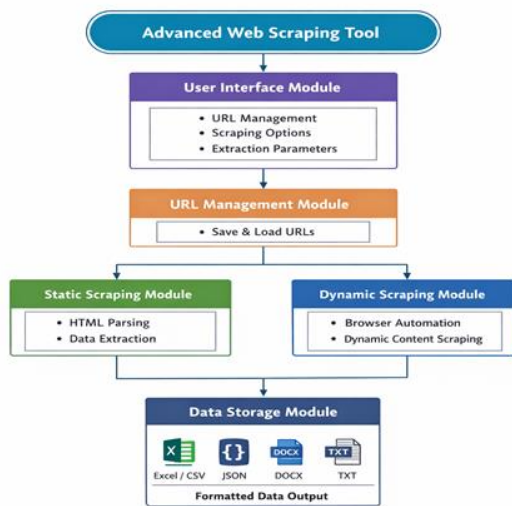 Advanced Web Scraping Tool
User Interface Module
• URL Management
• Scraping Options
• Extraction Parameters
URL Management Module
• Save & Load URLs
Static Scraping Module
• HTML Parsing
• Data Extraction
Dynamic Scraping Module
• Browser Automation
• Dynamic Content Scraping
Data Storage Module
X {} DOCX TXT
Excel / CSV JSON DOCX TXT
Formatted Data Output